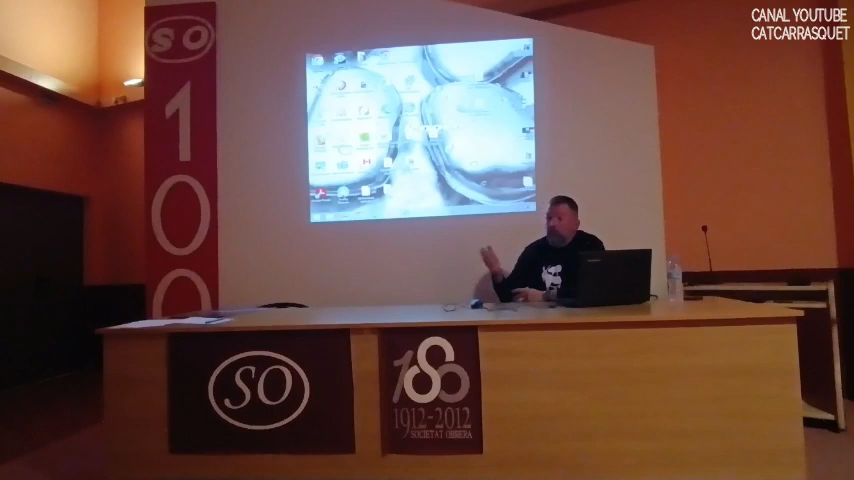 CANAL YOUTUBE
CATCARRASQUET
SO
100
SO
100
1912-2012
SOCIETAT OBRERA